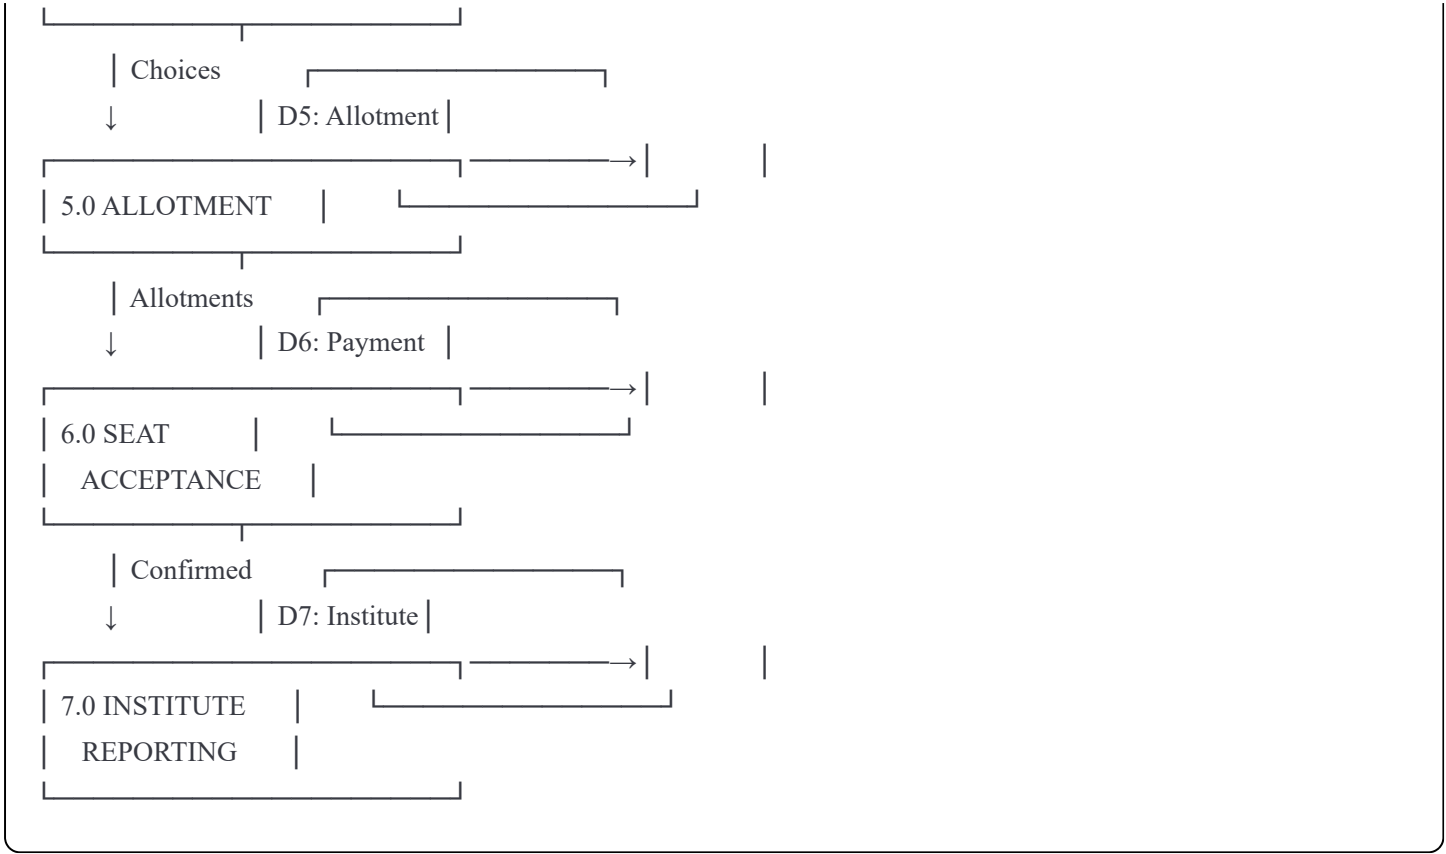 Choices
D5: Allotment
5.0 ALLOTMENT
Allotments
D6: Payment
6.0 SEAT
ACCEPTANCE
Confirmed
D7: Institute
7.0 INSTITUTE
REPORTING